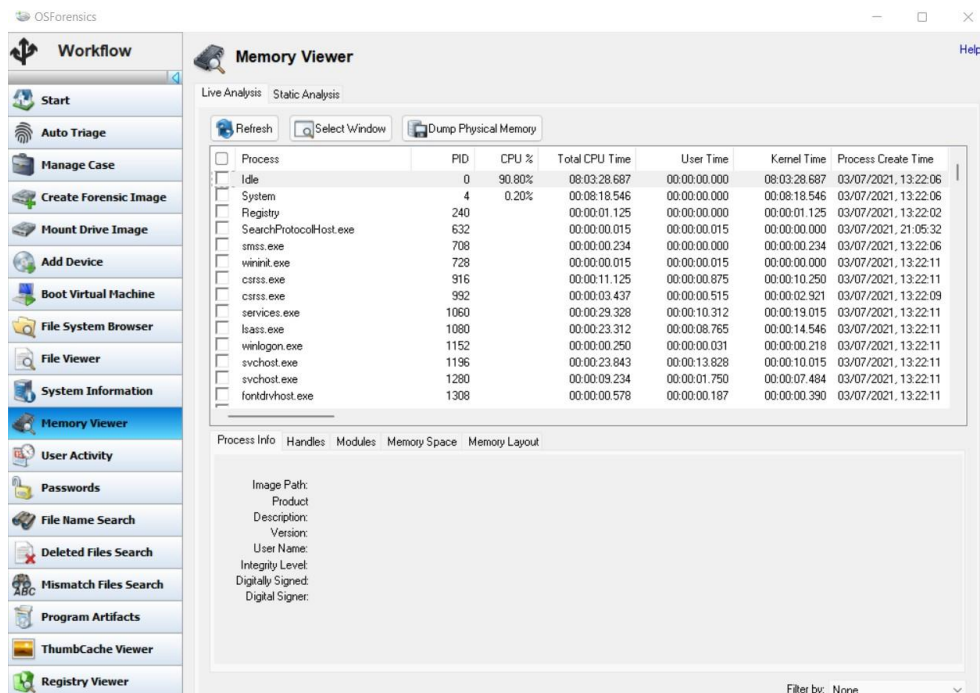 OSForensics
Workflow
Start
Auto Triage
Manage Case
Create Forensic Image
Mount Drive Image
Add Device
Boot Virtual Machine
File System Browser
File Viewer
System Information
Memory Viewer
User Activity
Passwords
File Name Search
Deleted Files Search
ABC Mismatch Files Search
Program Artifacts
ThumbCache Viewer
Registry Viewer
Memory Viewer
Help
Live Analysis Static Analysis
Refresh Select Window Dump Physical Memory
Process PID CPU % Total CPU Time User Time Kernel Time Process Create Time
Idle 0 90.80% 08:03:28.687 00:00:00.000 08:03:28.687 03/07/2021, 13:22:06
System 4 0.20% 00:08:18.546 00:00:00.000 00:08:18.546 03/07/2021, 13:22:06
Registry 240 00:00:01.125 00:00:00.000 00:00:01.125 03/07/2021, 13:22:02
SearchProtocolHost.exe 632 00:00:00.015 00:00:00.015 00:00:00.000 03/07/2021, 21:05:32
smss.exe 708 00:00:00.234 00:00:00.000 00:00:00.234 03/07/2021, 13:22:06
wininit.exe 728 00:00:00.015 00:00:00.015 00:00:00.000 03/07/2021, 13:22:11
csrss.exe 916 00:00:11.125 00:00:00.875 00:00:10.250 03/07/2021, 13:22:11
csrss.exe 992 00:00:03.437 00:00:00.515 00:00:02.921 03/07/2021, 13:22:09
services.exe 1060 00:00:29.328 00:00:10.312 00:00:19.015 03/07/2021, 13:22:11
lsass.exe 1080 00:00:23.312 00:00:08.765 00:00:14.546 03/07/2021, 13:22:11
winlogon.exe 1152 00:00:00.250 00:00:00.031 00:00:00.218 03/07/2021, 13:22:11
svchost.exe 1196 00:00:23.843 00:00:13.828 00:00:10.015 03/07/2021, 13:22:11
svchost.exe 1280 00:00:09.234 00:00:01.750 00:00:07.484 03/07/2021, 13:22:11
fontdrvhost.exe 1308 00:00:00.578 00:00:00.187 00:00:00.390 03/07/2021, 13:22:11
Process Info Handles Modules Memory Space Memory Layout
Image Path:
Product
Description:
Version:
User Name:
Integrity Level:
Digitally Signed:
Digital Signer:
Filter by: None